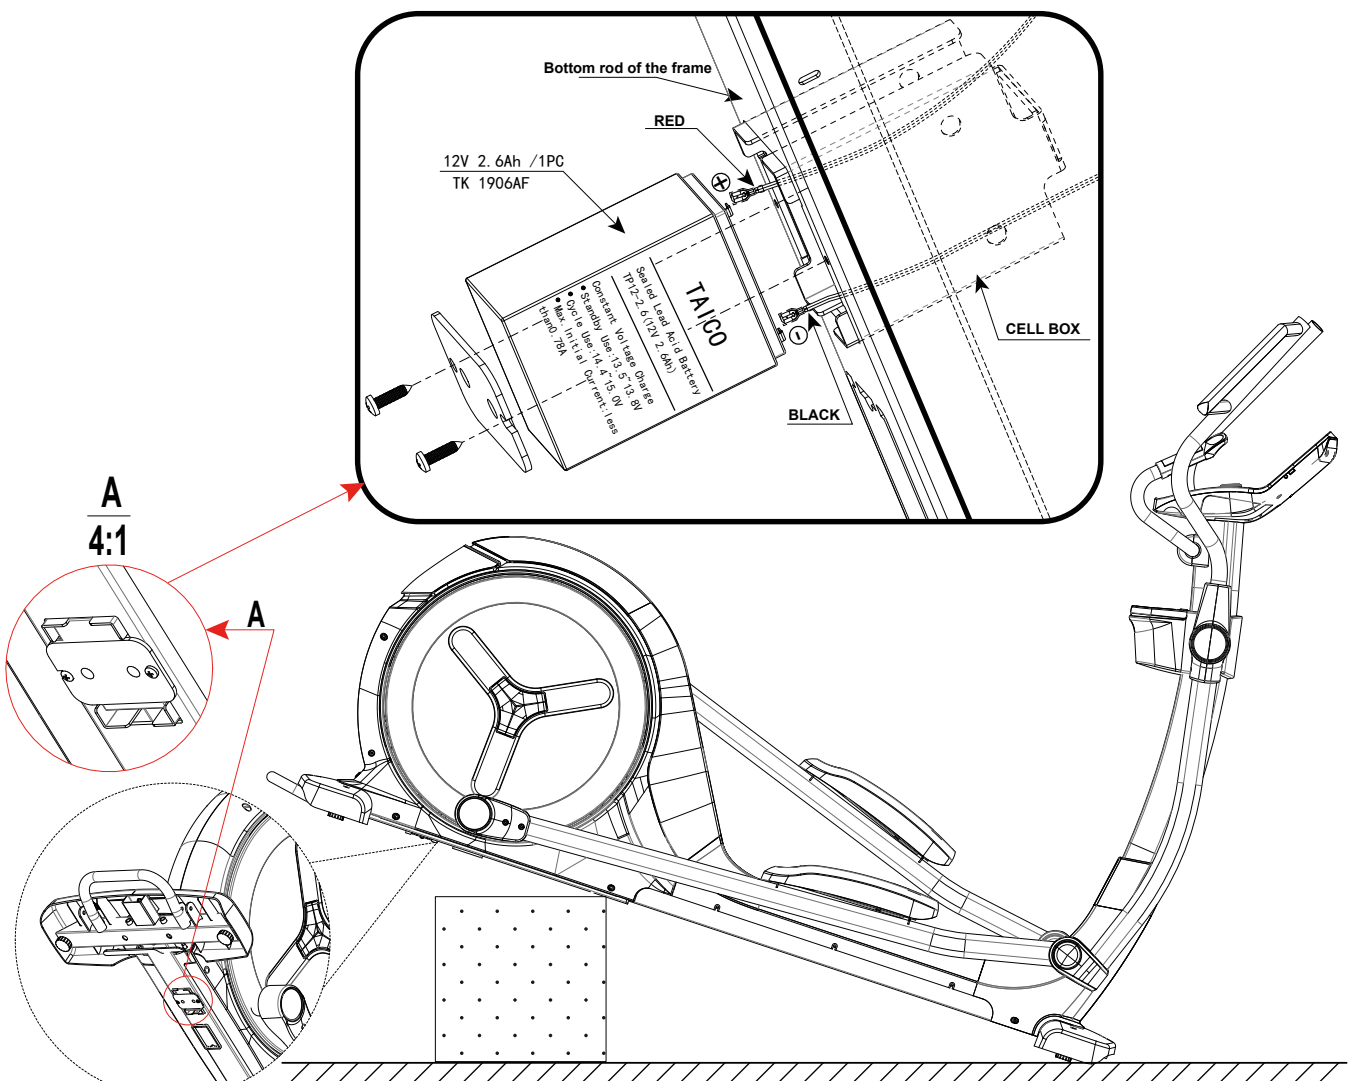 Bottom rod of the frame
RED
12V 2.6Ah /1PC
TK 1906AF
+
TAICO
Sealed Lead Acid Battery
TP12-2.6(12V 2.6Ah)
Constant Voltage Charge
• Standby Use:13.5~13.8V
• Cycle Use:14.4~15.0V
• Max. Initial Current:less
than0.78A
-
CELL BOX
BLACK
A
4:1
A